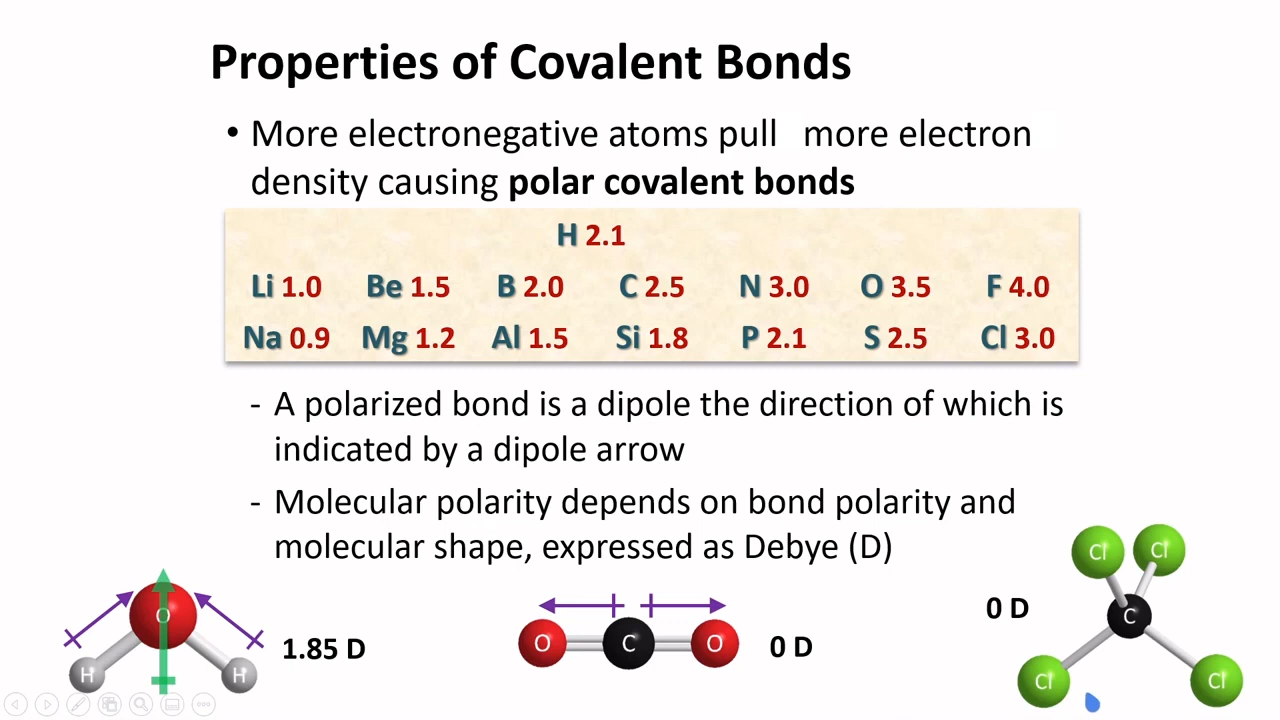 Properties of Covalent Bonds
• More electronegative atoms pull more electron
density causing polar covalent bonds
H 2.1
Li 1.0 Be 1.5 B 2.0 C 2.5 N 3.0 O 3.5 F 4.0
Na 0.9 Mg 1.2 Al 1.5 Si 1.8 P 2.1 S 2.5 Cl 3.0
- A polarized bond is a dipole the direction of which is
indicated by a dipole arrow
- Molecular polarity depends on bond polarity and
molecular shape, expressed as Debye (D)
O
H H
1.85 D
O C O
0 D
0 D
Cl Cl
C
Cl Cl